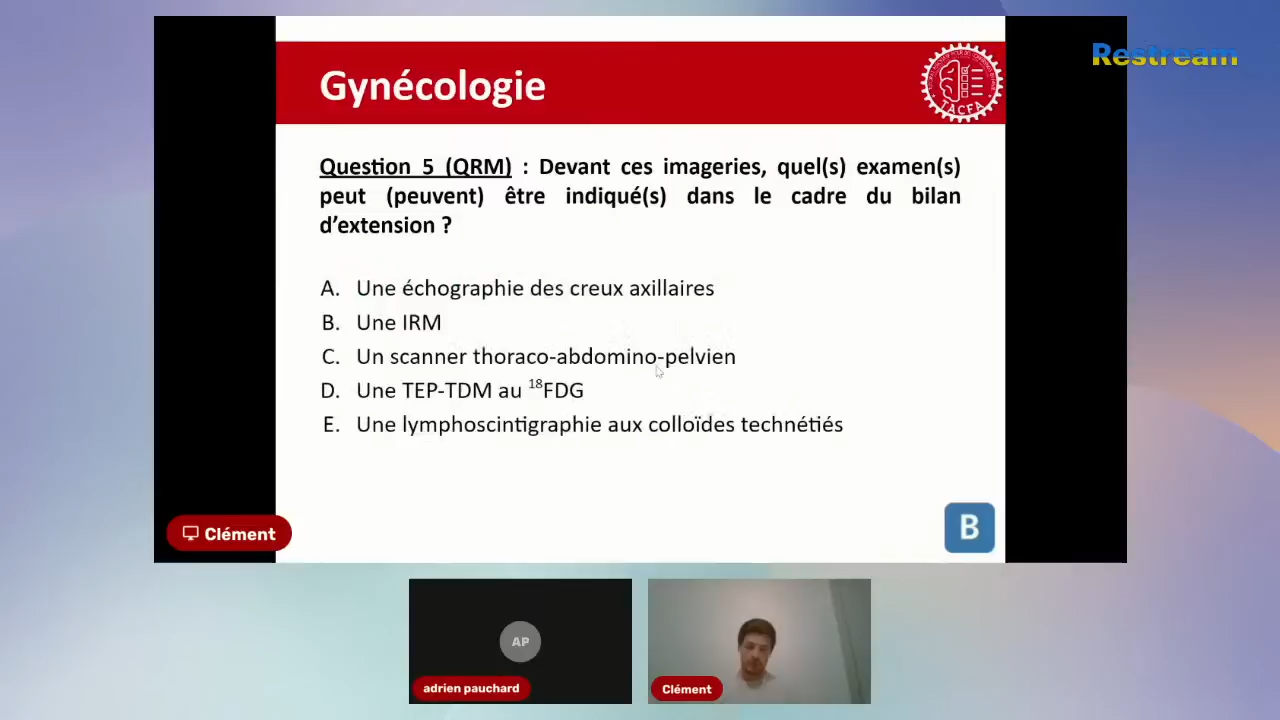 Restream
Gynécologie
TACFA
Question 5 (QRM) : Devant ces imageries, quel(s) examen(s)
peut (peuvent) être indiqué(s) dans le cadre du bilan
d'extension ?
A. Une échographie des creux axillaires
B. Une IRM
C. Un scanner thoraco-abdomino-pelvien
D. Une TEP-TDM au 18FDG
E. Une lymphoscintigraphie aux colloïdes technétiés
B
Clément
AP
adrien pauchard
Clément